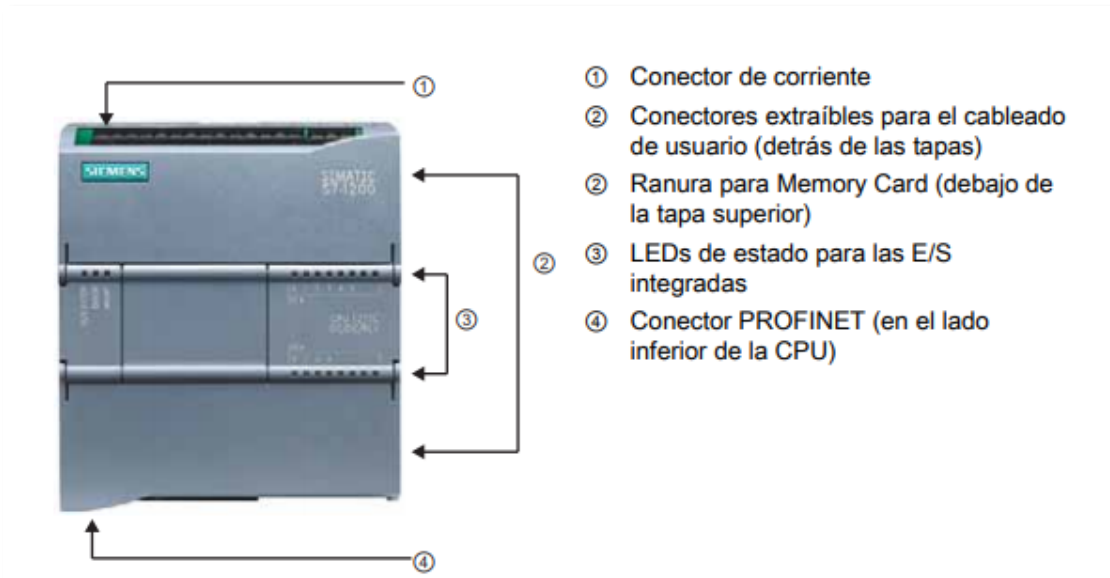 ①
① Conector de corriente
② Conectores extraíbles para el cableado
de usuario (detrás de las tapas)
② Ranura para Memory Card (debajo de
la tapa superior)
③ LEDs de estado para las E/S
integradas
④ Conector PROFINET (en el lado
inferior de la CPU)
SIEMENS
SIMATIC
S7-1200
②
③
④